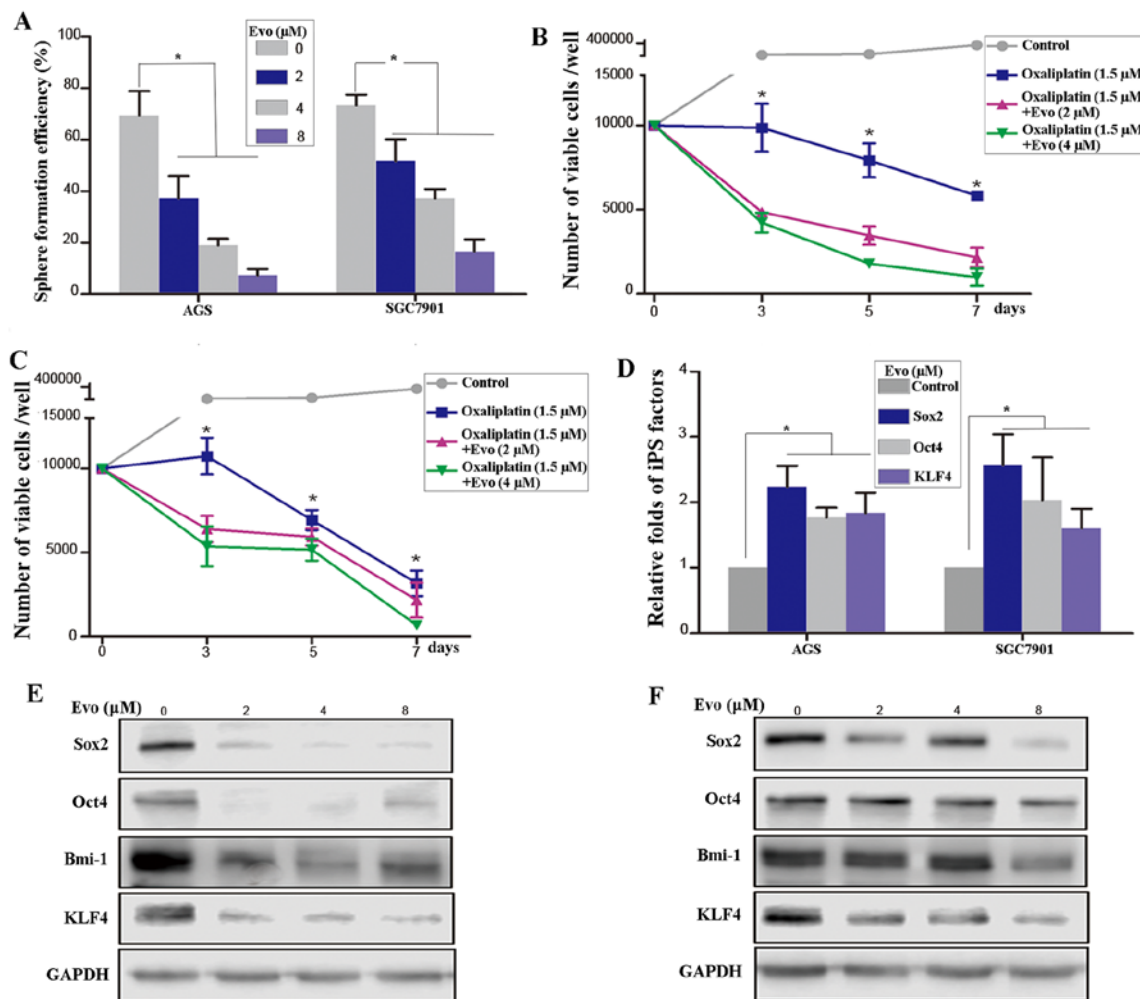 A
Evo (μM)
0
2
4
8
Sphere formation efficiency (%)
100
80
60
40
20
0
*
*
AGS
SGC7901
B
Number of viable cells /well
400000
15000
10000
5000
0
*
*
*
0
3
5
7
days
Control
Oxaliplatin (1.5 μM)
Oxaliplatin (1.5 μM)
+Evo (2 μM)
Oxaliplatin (1.5 μM)
+Evo (4 μM)
C
Number of viable cells /well
400000
15000
10000
5000
0
*
*
*
0
3
5
7
days
Control
Oxaliplatin (1.5 μM)
Oxaliplatin (1.5 μM)
+Evo (2 μM)
Oxaliplatin (1.5 μM)
+Evo (4 μM)
D
Evo (μM)
Control
Sox2
Oct4
KLF4
Relative folds of iPS factors
4
3
2
1
0
*
*
AGS
SGC7901
E
Evo (μM) 0 2 4 8
Sox2
Oct4
Bmi-1
KLF4
GAPDH
F
Evo (μM) 0 2 4 8
Sox2
Oct4
Bmi-1
KLF4
GAPDH